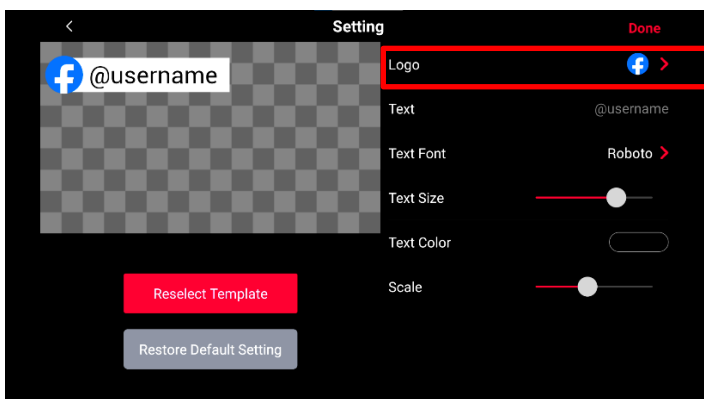 Setting
Done
@username
Logo
Text
@username
Text Font
Roboto
Text Size
Text Color
Scale
Reselect Template
Restore Default Setting